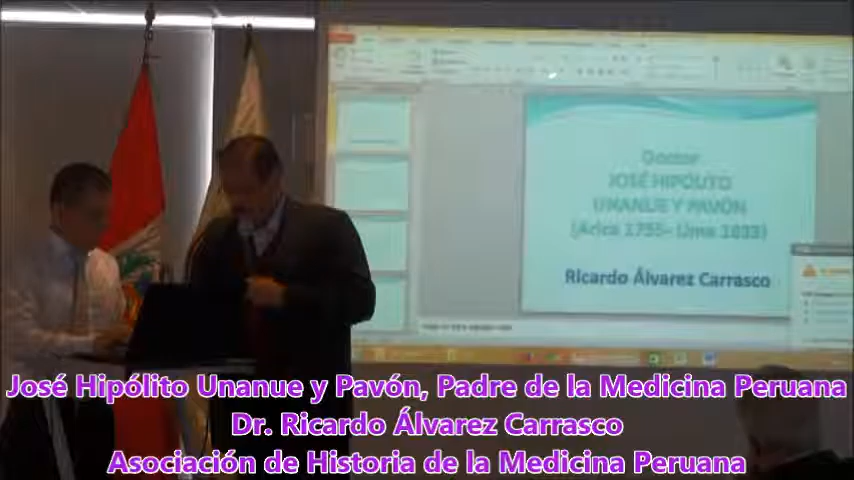 Doctor
JOSÉ HIPÓLITO
UNANUE Y PAVÓN
(Arica 1755- Lima 1833)
Ricardo Álvarez Carrasco
José Hipólito Unanue y Pavón, Padre de la Medicina Peruana
Dr. Ricardo Álvarez Carrasco
Asociación de Historia de la Medicina Peruana